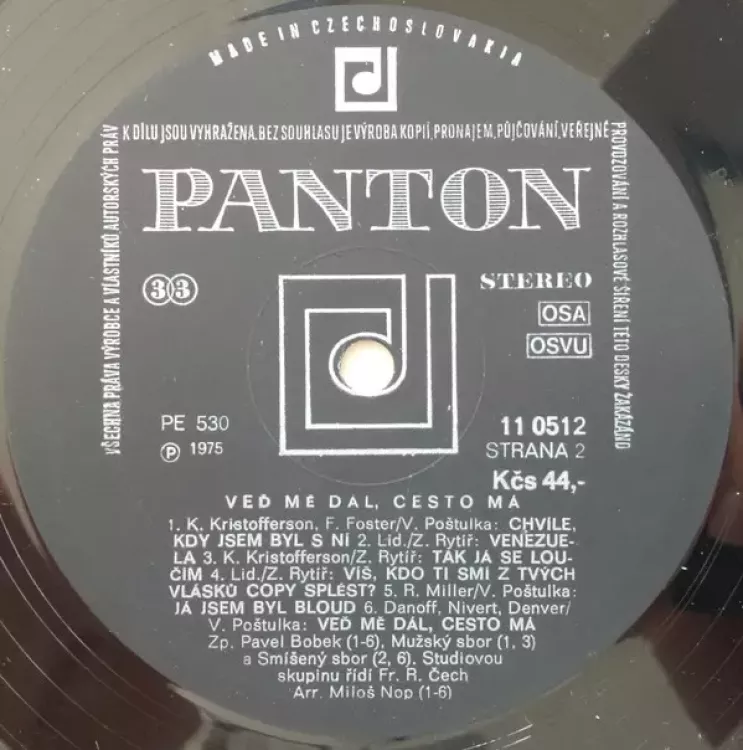 MADE IN CZECHOSLOVAKIA
VŠECHNA PRÁVA VÝROBCE A VLASTNÍKŮ AUTORSKÝCH PRÁV
K DÍLU JSOU VYHRAŽENA. BEZ SOUHLASU JE VÝROBA KOPIÍ, PRONÁJEM, PŮJČOVÁNÍ, VEŘEJNÉ
PROVOZOVÁNÍ A ROZHLASOVÉ ŠÍŘENÍ TÉTO DESKY ZAKÁZÁNO
PANTON
33
STEREO
OSA
OSVU
PE 530
Ⓟ 1975
11 0512
STRANA 2
Kčs 44,-
VEĎ MĚ DÁL, CESTO MÁ
1. K. Kristofferson, F. Foster/V. Poštulka: CHVÍLE,
KDY JSEM BYL S NÍ 2. Lid./Z. Rytíř: VENEZUE-
LA 3. K. Kristofferson/Z. Rytíř: TAK JÁ SE LOU-
ČÍM 4. Lid./Z. Rytíř: VÍŠ, KDO TI SMÍ Z TVÝCH
VLÁSKŮ COPY SPLÉST? 5. R. Miller/V. Poštulka:
JÁ JSEM BYL BLOUD 6. Danoff, Nivert, Denver/
V. Poštulka: VEĎ MĚ DÁL, CESTO MÁ
Zp. Pavel Bobek (1-6), Mužský sbor (1, 3)
a Smíšený sbor (2, 6). Studiovou
skupinu řídí Fr. R. Čech
Arr. Miloš Nop (1-6)